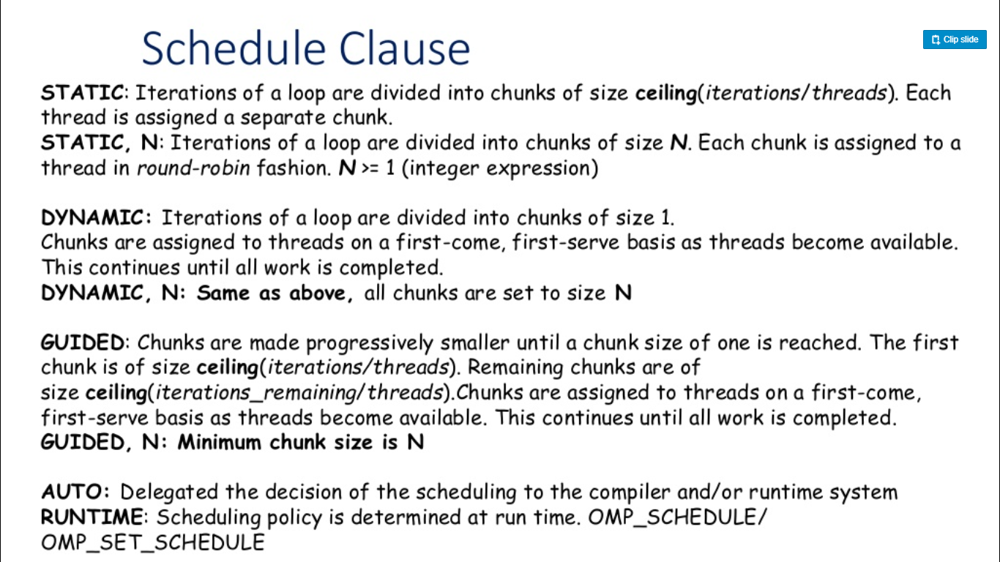 Schedule Clause
Clip slide
STATIC: Iterations of a loop are divided into chunks of size ceiling(iterations/threads). Each
thread is assigned a separate chunk.
STATIC, N: Iterations of a loop are divided into chunks of size N. Each chunk is assigned to a
thread in round-robin fashion. N >= 1 (integer expression)
DYNAMIC: Iterations of a loop are divided into chunks of size 1.
Chunks are assigned to threads on a first-come, first-serve basis as threads become available.
This continues until all work is completed.
DYNAMIC, N: Same as above, all chunks are set to size N
GUIDED: Chunks are made progressively smaller until a chunk size of one is reached. The first
chunk is of size ceiling(iterations/threads). Remaining chunks are of
size ceiling(iterations_remaining/threads).Chunks are assigned to threads on a first-come,
first-serve basis as threads become available. This continues until all work is completed.
GUIDED, N: Minimum chunk size is N
AUTO: Delegated the decision of the scheduling to the compiler and/or runtime system
RUNTIME: Scheduling policy is determined at run time. OMP_SCHEDULE/
OMP_SET_SCHEDULE